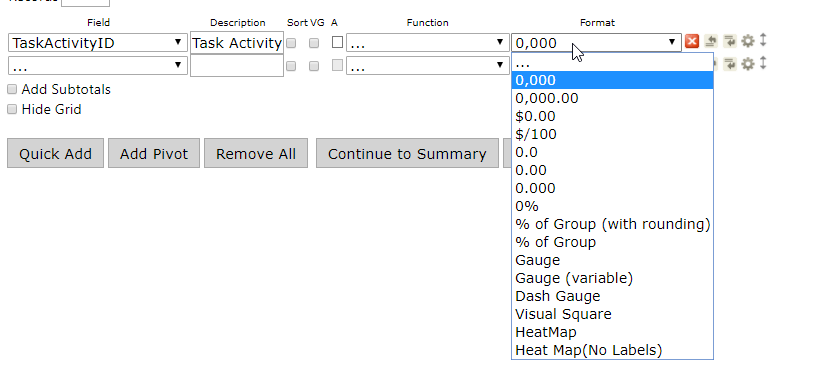 Records
Field Description Sort VG A Function Format
TaskActivityID Task Activity ... 0,000
... ... ...
0,000
Add Subtotals
0,000.00
Hide Grid
$0.00
$/100
Quick Add Add Pivot Remove All Continue to Summary 0.0
0.00
0.000
0%
% of Group (with rounding)
% of Group
Gauge
Gauge (variable)
Dash Gauge
Visual Square
HeatMap
Heat Map(No Labels)